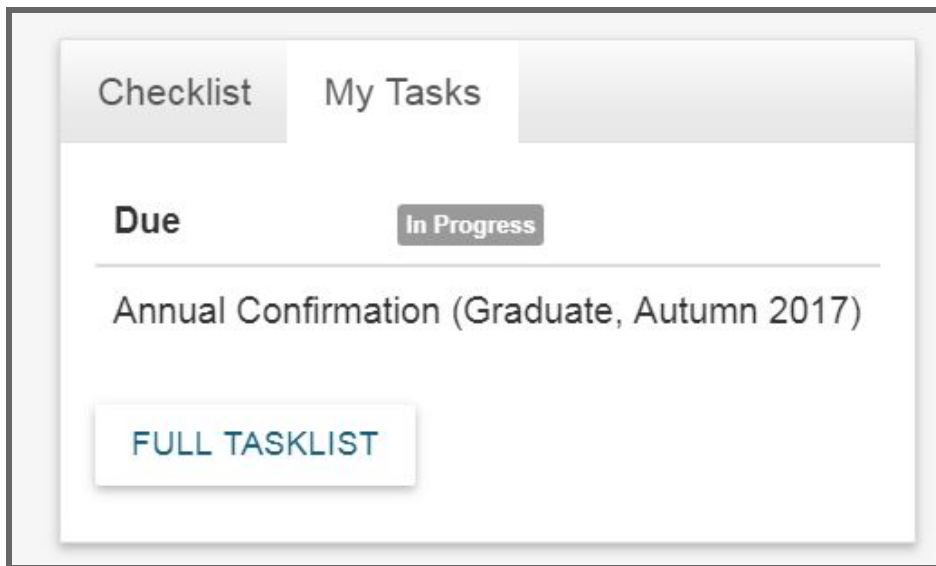 Checklist My Tasks
Due In Progress
Annual Confirmation (Graduate, Autumn 2017)
FULL TASKLIST